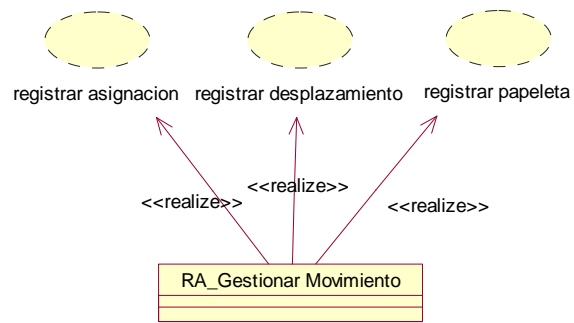 registrar asignacion
registrar desplazamiento
registrar papeleta
<<realize>>
<<realize>>
<<realize>>
RA_Gestionar Movimiento